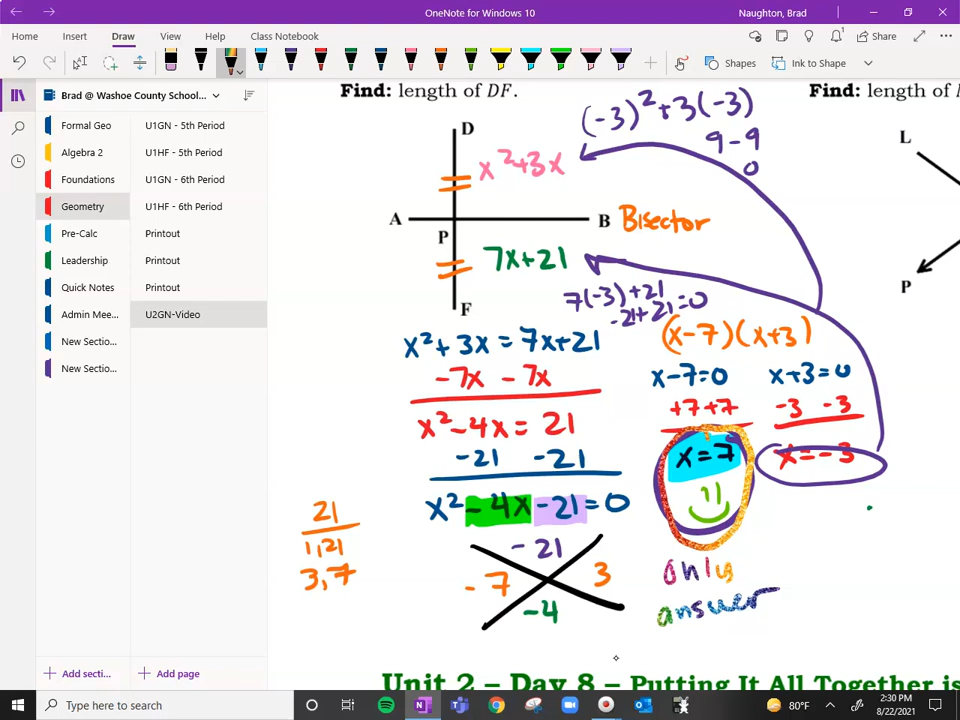 OneNote for Windows 10
Naughton, Brad
Home Insert Draw View Help Class Notebook
Share
Shapes
Ink to Shape
Brad @ Washoe County School...
Formal Geo
Algebra 2
Foundations
Geometry
Pre-Calc
Leadership
Quick Notes
Admin Mee...
New Sectio...
New Sectio...
U1GN - 5th Period
U1HF - 5th Period
U1GN - 6th Period
U1HF - 6th Period
Printout
Printout
Printout
U2GN-Video
Add secti...
Add page
Find: length of DF.
Find: length of
D
x²+3x
(-3)²+3(-3)
9-9
0
L
A
B
Bisector
P
7x+21
7(-3)+21
-21+21=0
F
P
x²+3x=7x+21
-7x -7x
x²-4x=21
-21 -21
x²-4x-21=0
-21
-7
3
-4
21
1,21
3,7
(x-7)(x+3)
x-7=0
+7+7
x=7
x+3=0
-3 -3
x=-3
only
answer
Unit 2 – Day 8 – Putting It All Together is
Type here to search
80°F
2:30 PM
8/22/2021